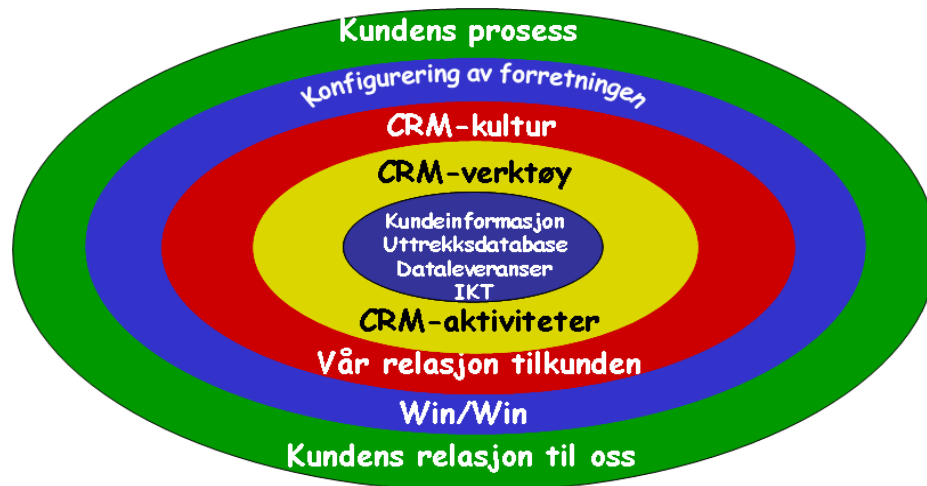 Kundens prosess
Konfigurering av forretningen
CRM-kultur
CRM-verktøy
Kundeinformasjon
Uttrekksdatabase
Dataleveranser
IKT
CRM-aktiviteter
Vår relasjon tilkunden
Win/Win
Kundens relasjon til oss